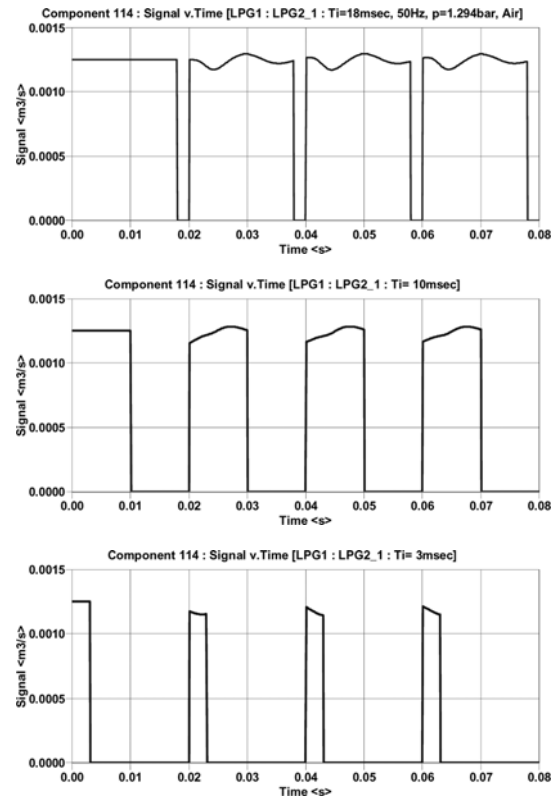 Component 114 : Signal v.Time [LPG1 : LPG2_1 : Ti=18msec, 50Hz, p=1.294bar, Air]
Signal <m3/s>
0.0015
0.0010
0.0005
0.0000
0.00 0.01 0.02 0.03 0.04 0.05 0.06 0.07 0.08
Time <s>
Component 114 : Signal v.Time [LPG1 : LPG2_1 : Ti= 10msec]
Signal <m3/s>
0.0015
0.0010
0.0005
0.0000
0.00 0.01 0.02 0.03 0.04 0.05 0.06 0.07 0.08
Time <s>
Component 114 : Signal v.Time [LPG1 : LPG2_1 : Ti= 3msec]
Signal <m3/s>
0.0015
0.0010
0.0005
0.0000
0.00 0.01 0.02 0.03 0.04 0.05 0.06 0.07 0.08
Time <s>